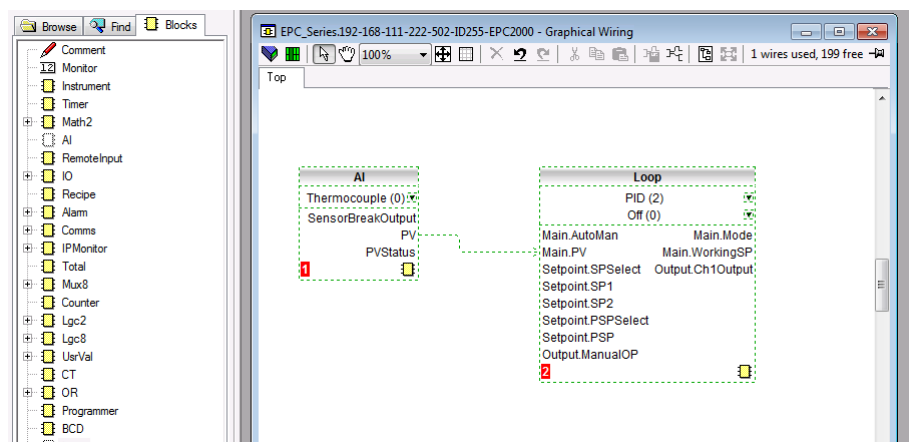 Browse Find Blocks
Comment
12 Monitor
Instrument
Timer
Math2
AI
RemoteInput
IO
Recipe
Alarm
Comms
IPMonitor
Total
Mux8
Counter
Lgc2
Lgc8
UsrVal
CT
OR
Programmer
BCD
EPC_Series.192-168-111-222-502-ID255-EPC2000 - Graphical Wiring
100% 1 wires used, 199 free
Top
AI
Thermocouple (0)
SensorBreakOutput
PV
PVStatus
1
Loop
PID (2)
Off (0)
Main.AutoMan Main.Mode
Main.PV Main.WorkingSP
Setpoint.SPSelect Output.Ch1Output
Setpoint.SP1
Setpoint.SP2
Setpoint.PSPSelect
Setpoint.PSP
Output.ManualOP
2